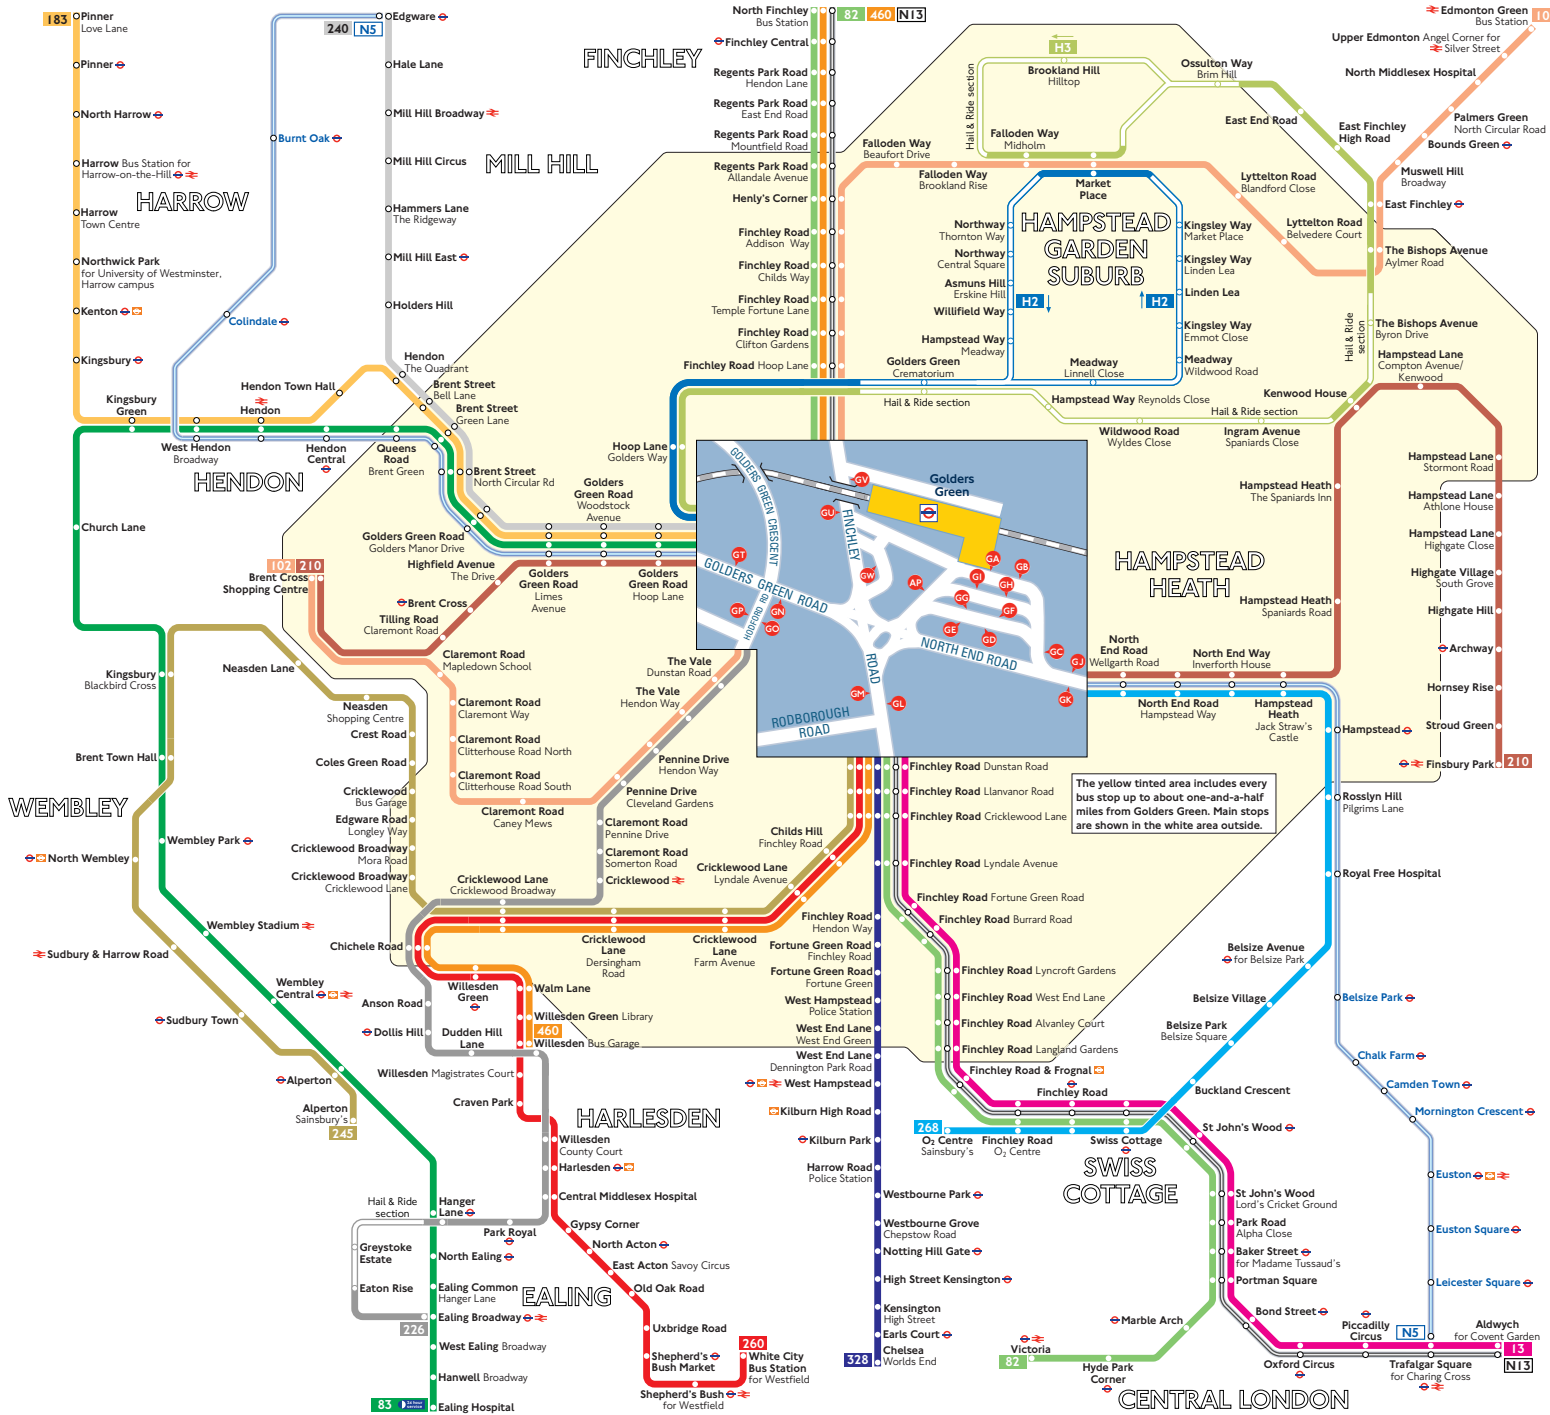 183
Pinner
Love Lane
Pinner
North Harrow
Harrow Bus Station for
Harrow-on-the-Hill
HARROW
Harrow
Town Centre
Northwick Park
for University of Westminster,
Harrow campus
Kenton
Kingsbury
Kingsbury
Green
240
N5
Edgware
Hale Lane
Burnt Oak
Mill Hill Broadway
Mill Hill Circus
MILL HILL
Hammers Lane
The Ridgeway
Mill Hill East
Holders Hill
Colindale
Hendon
The Quadrant
Hendon Town Hall
Brent Street
Bell Lane
Brent Street
Green Lane
Hendon
West Hendon
Broadway
Hendon
Central
Queens
Road
Brent Green
Brent Street
North Circular Rd
HENDON
Church Lane
Golders Green Road
Golders Manor Drive
Golders
Green Road
Woodstock
Avenue
Highfield Avenue
The Drive
Golders
Green Road
Limes
Avenue
Golders
Green Road
Hoop Lane
102
210
Brent Cross
Shopping Centre
Brent Cross
Tilling Road
Claremont Road
FINCHLEY
North Finchley
Bus Station
82
460
N13
Finchley Central
Regents Park Road
Hendon Lane
Regents Park Road
East End Road
Regents Park Road
Mountfield Road
Regents Park Road
Allandale Avenue
Henly's Corner
Finchley Road
Addison Way
Finchley Road
Childs Way
Finchley Road
Temple Fortune Lane
Finchley Road
Clifton Gardens
Finchley Road Hoop Lane
Hoop Lane
Golders Way
Falloden Way
Beaufort Drive
Falloden Way
Brookland Rise
H3
Brookland Hill
Hilltop
Hail & Ride section
Falloden Way
Midholm
Market
Place
Ossulton Way
Brim Hill
East End Road
East Finchley
High Road
Edmonton Green
Bus Station
10
Upper Edmonton Angel Corner for
Silver Street
North Middlesex Hospital
Palmers Green
North Circular Road
Bounds Green
Muswell Hill
Broadway
East Finchley
Lyttelton Road
Blandford Close
Lyttelton Road
Belvedere Court
The Bishops Avenue
Aylmer Road
The Bishops Avenue
Byron Drive
Hail & Ride
section
HAMPSTEAD
GARDEN
SUBURB
Northway
Thornton Way
Northway
Central Square
Asmuns Hill
Erskine Hill
Willifield Way
Hampstead Way
Meadway
H2
H2
Kingsley Way
Market Place
Kingsley Way
Linden Lea
Linden Lea
Kingsley Way
Emmot Close
Meadway
Wildwood Road
Golders Green
Crematorium
Meadway
Linnell Close
Hail & Ride section
Hampstead Way Reynolds Close
Wildwood Road
Wyldes Close
Hail & Ride section
Ingram Avenue
Spaniards Close
Kenwood House
Hampstead Lane
Compton Avenue/
Kenwood
Hampstead Lane
Stormont Road
Hampstead Lane
Athlone House
Hampstead Lane
Highgate Close
Highgate Village
South Grove
Highgate Hill
Archway
Hornsey Rise
Stroud Green
Finsbury Park
210
Hampstead Heath
The Spaniards Inn
HAMPSTEAD
HEATH
Hampstead Heath
Spaniards Road
North
End Road
Wellgarth Road
North End Way
Inverforth House
North End Road
Hampstead Way
Hampstead
Heath
Jack Straw's
Castle
Hampstead
Golders
Green
GOLDERS GREEN CRESCENT
FINCHLEY
GOLDERS GREEN ROAD
HODFORD RD
NORTH END ROAD
ROAD
RODBOROUGH
ROAD
GV
GU
GT
GW
AP
GA
GB
GI
GH
GG
GF
GE
GD
GP
GN
GO
GC
GJ
GK
GM
GL
The yellow tinted area includes every
bus stop up to about one-and-a-half
miles from Golders Green. Main stops
are shown in the white area outside.
Kingsbury
Blackbird Cross
Neasden Lane
Neasden
Shopping Centre
Crest Road
Brent Town Hall
Coles Green Road
Cricklewood
Bus Garage
Edgware Road
Longley Way
Cricklewood Broadway
Mora Road
Cricklewood Broadway
Cricklewood Lane
WEMBLEY
Wembley Park
North Wembley
Wembley Stadium
Sudbury & Harrow Road
Wembley
Central
Sudbury Town
Alperton
Alperton
Sainsbury's
245
Claremont Road
Mapledown School
Claremont Road
Claremont Way
Claremont Road
Clitterhouse Road North
Claremont Road
Clitterhouse Road South
Claremont Road
Caney Mews
The Vale
Dunstan Road
The Vale
Hendon Way
Pennine Drive
Hendon Way
Pennine Drive
Cleveland Gardens
Claremont Road
Pennine Drive
Claremont Road
Somerton Road
Cricklewood
Cricklewood Lane
Cricklewood Broadway
Childs Hill
Finchley Road
Cricklewood Lane
Lyndale Avenue
Cricklewood
Lane
Dersingham
Road
Cricklewood
Lane
Farm Avenue
Chichele Road
Willesden
Green
Walm Lane
Anson Road
Willesden Green Library
460
Dollis Hill
Dudden Hill
Lane
Willesden Bus Garage
Willesden Magistrates Court
Craven Park
HARLESDEN
Willesden
County Court
Harlesden
Central Middlesex Hospital
Hail & Ride
section
Hanger
Lane
Park Royal
Gypsy Corner
Greystoke
Estate
North Ealing
North Acton
East Acton Savoy Circus
Eaton Rise
Ealing Common
Hanger Lane
EALING
Old Oak Road
Ealing Broadway
226
West Ealing Broadway
Hanwell Broadway
83
24 hour
service
Ealing Hospital
Uxbridge Road
Shepherd's
Bush Market
260
White City
Bus Station
for Westfield
Shepherd's Bush
for Westfield
Finchley Road Dunstan Road
Finchley Road Llanvanor Road
Finchley Road Cricklewood Lane
Finchley Road Lyndale Avenue
Finchley Road Fortune Green Road
Finchley Road Burrard Road
Finchley Road Lyncroft Gardens
Finchley Road West End Lane
Finchley Road Alvanley Court
Finchley Road Langland Gardens
Finchley Road & Frognal
Finchley Road
Finchley Road
Hendon Way
Fortune Green Road
Finchley Road
Fortune Green Road
Fortune Green
West Hampstead
Police Station
West End Lane
West End Green
West End Lane
Dennington Park Road
West Hampstead
Kilburn High Road
Kilburn Park
Harrow Road
Police Station
Westbourne Park
Westbourne Grove
Chepstow Road
Notting Hill Gate
High Street Kensington
Kensington
High Street
Earls Court
328
Chelsea
Worlds End
268
O2 Centre
Sainsbury's
Finchley Road
O2 Centre
Swiss Cottage
SWISS
COTTAGE
Rosslyn Hill
Pilgrims Lane
Royal Free Hospital
Belsize Avenue
for Belsize Park
Belsize Village
Belsize Park
Belsize Square
Buckland Crescent
Belsize Park
Chalk Farm
Camden Town
Mornington Crescent
Euston
Euston Square
Leicester Square
St John's Wood
St John's Wood
Lord's Cricket Ground
Park Road
Alpha Close
Baker Street
for Madame Tussaud's
Portman Square
Bond Street
Marble Arch
Victoria
82
Hyde Park
Corner
Oxford Circus
Piccadilly
Circus
N5
Trafalgar Square
for Charing Cross
Aldwych
for Covent Garden
13
N13
CENTRAL LONDON